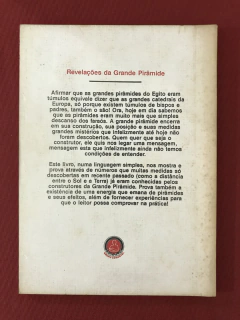 Revelações da Grande Pirâmide
Afirmar que as grandes pirâmides do Egito eram
túmulos equivale dizer que as grandes catedrais da
Europa, só porque existem túmulos de bispos e
padres, também o são! Ora, hoje em dia sabemos
que as pirâmides eram muito mais que simples
descanso dos faraós. A grande pirâmide encerra
em sua construção, sua posição e suas medidas
grandes mistérios que infelizmente até hoje não
foram descobertos. Quem quer que seja o
construtor, ele quis nos legar uma mensagem,
mensagem esta que infelizmente ainda não temos
condições de entender.
Este livro, numa linguagem simples, nos mostra e
prova através de números que muitas medidas só
descobertas em recente passado (como a distância
entre o Sol e a Terra) já eram conhecidas pelos
construtores da Grande Pirâmide. Prova também a
existência de uma energia que emana de pirâmides
e seus efeitos, além de fornecer experiências para
que o leitor possa comprovar na prática!